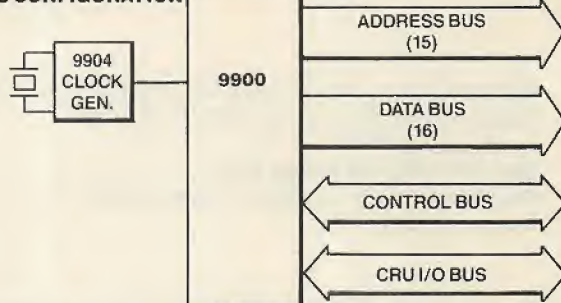 CONFIGURATION
ADDRESS BUS
(15)
9904
CLOCK
GEN.
9900
DATA BUS
(16)
CONTROL BUS
CRU I/O BUS